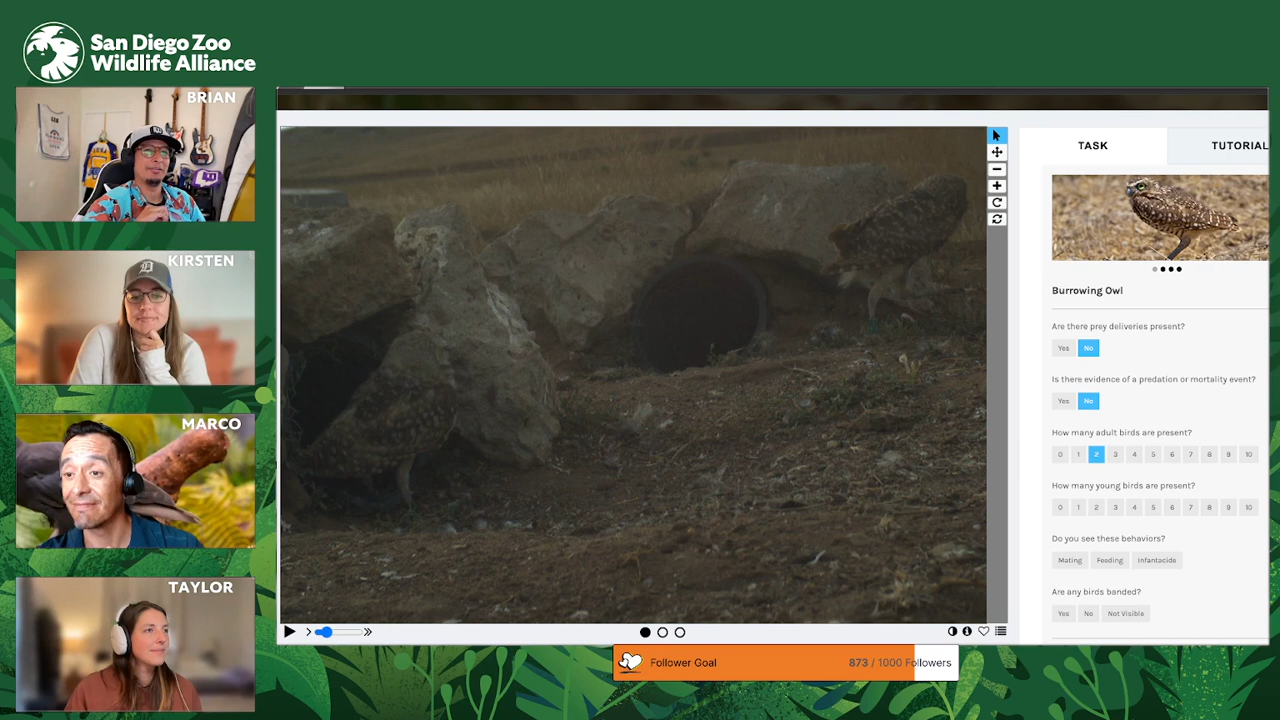 San Diego Zoo
Wildlife Alliance
BRIAN
KIRSTEN
MARCO
TAYLOR
TASK
TUTORIAL
Burrowing Owl
Are there prey deliveries present?
Yes No
Is there evidence of a predation or mortality event?
Yes No
How many adult birds are present?
0 1 2 3 4 5 6 7 8 9 10
How many young birds are present?
0 1 2 3 4 5 6 7 8 9 10
Do you see these behaviors?
Mating Feeding Infantacide
Are any birds banded?
Yes No Not Visible
Follower Goal 873 / 1000 Followers